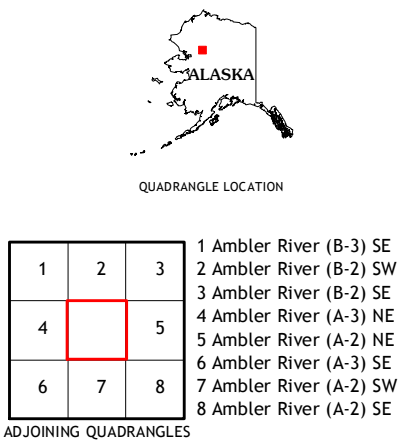 ALASKA
QUADRANGLE LOCATION
1 2 3
4 5
6 7 8
ADJOINING QUADRANGLES
1 Ambler River (B-3) SE
2 Ambler River (B-2) SW
3 Ambler River (B-2) SE
4 Ambler River (A-3) NE
5 Ambler River (A-2) NE
6 Ambler River (A-3) SE
7 Ambler River (A-2) SW
8 Ambler River (A-2) SE